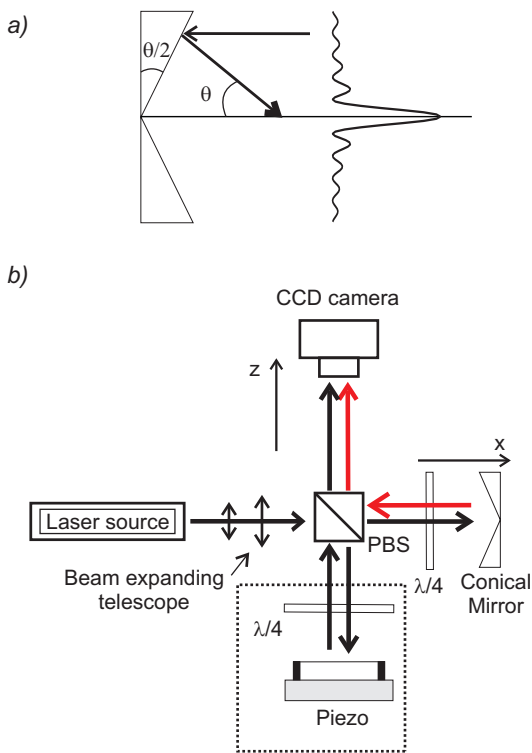 a)
θ/2
θ
b)
CCD camera
z
x
Laser source
PBS
Beam expanding
telescope
λ/4
Conical
Mirror
λ/4
Piezo